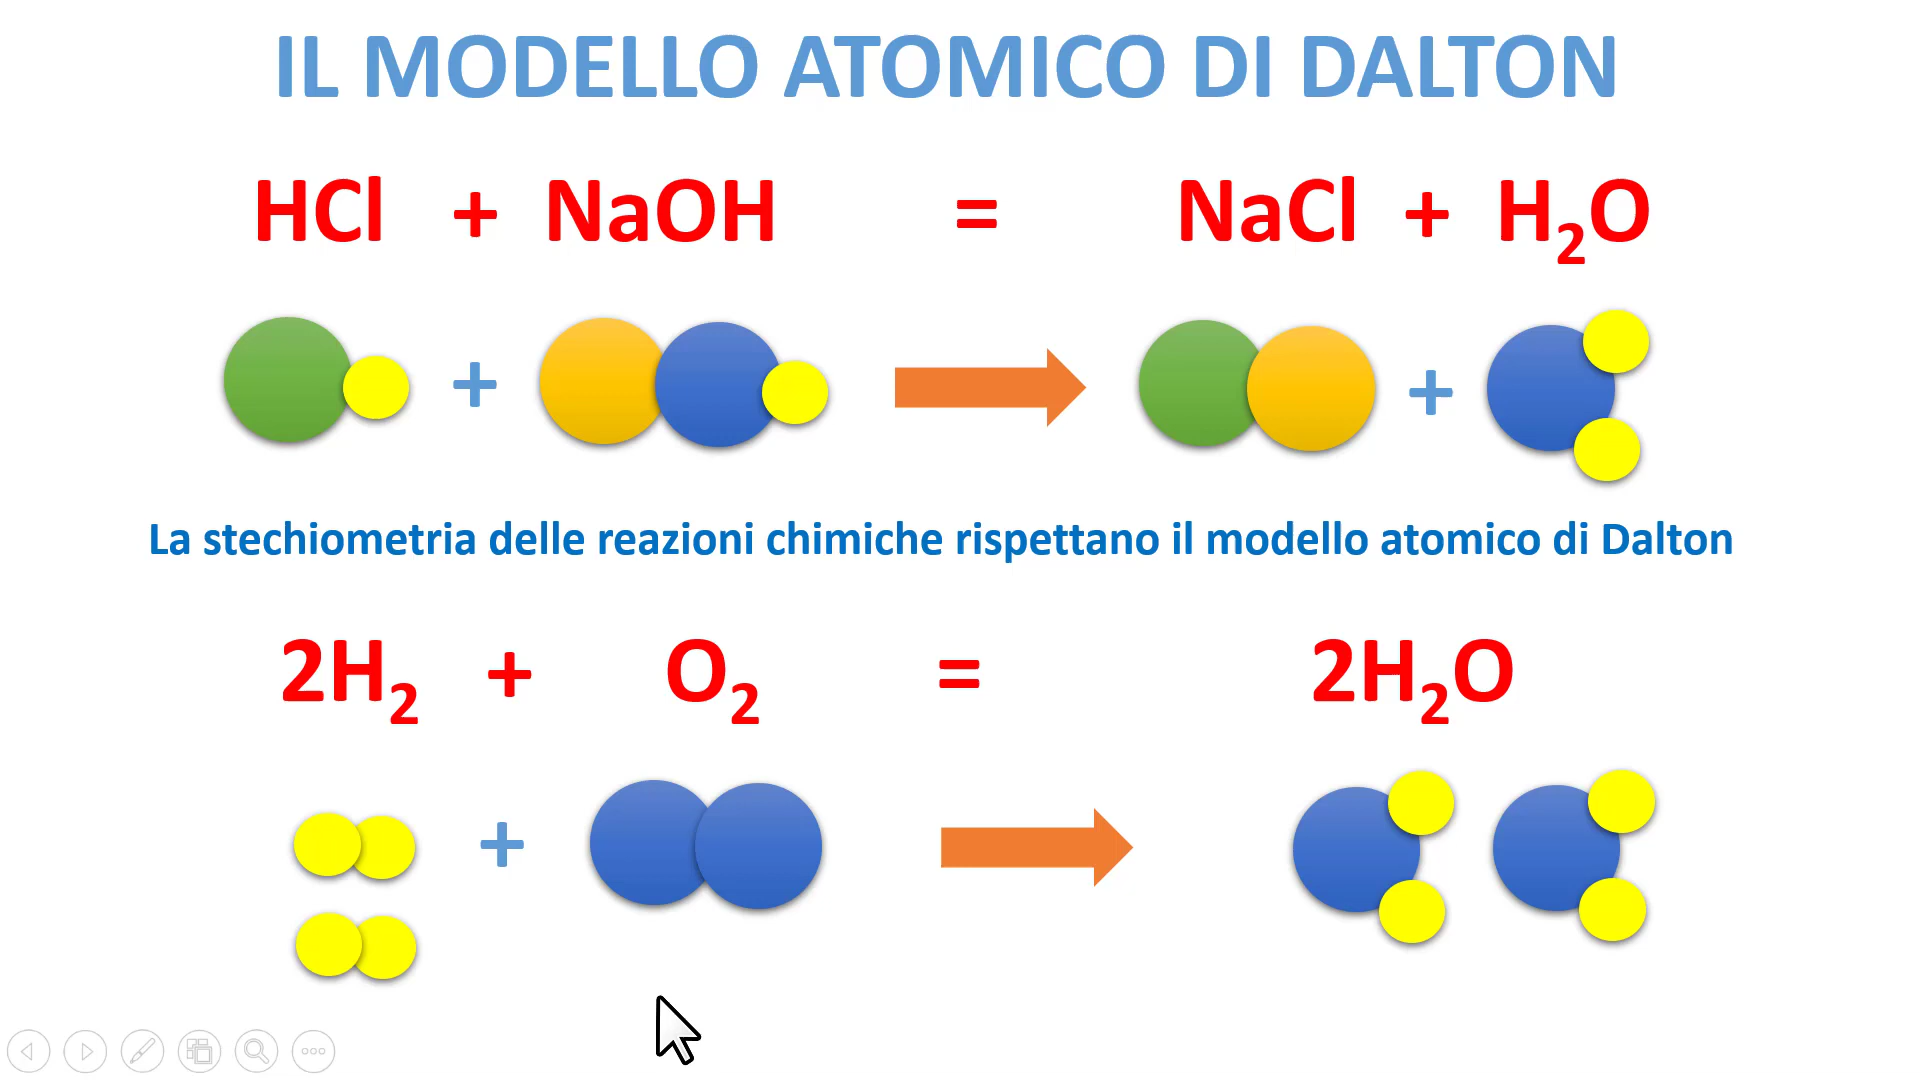 IL MODELLO ATOMICO DI DALTON
HCl + NaOH = NaCl + H₂O
+ +
La stechiometria delle reazioni chimiche rispettano il modello atomico di Dalton
2H₂ + O₂ = 2H₂O
+